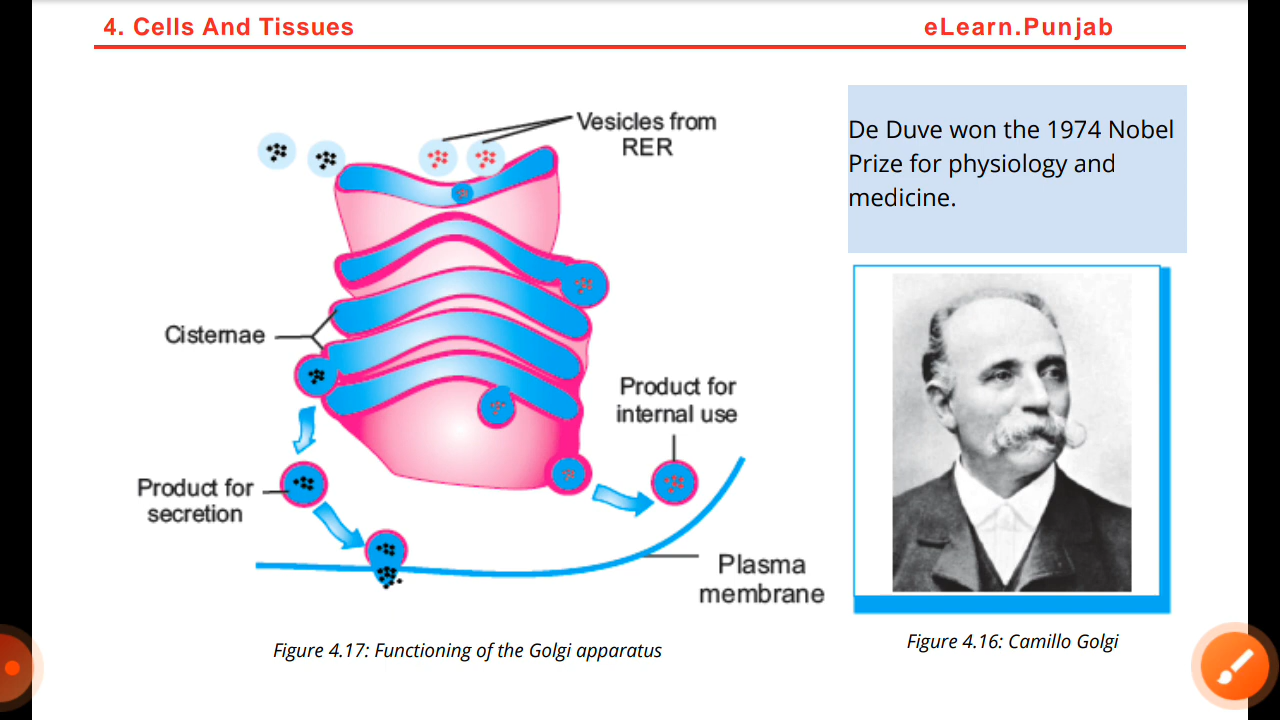 4. Cells And Tissues
eLearn.Punjab
Vesicles from
RER
Cisternae
Product for
internal use
Product for
secretion
Plasma
membrane
Figure 4.17: Functioning of the Golgi apparatus
De Duve won the 1974 Nobel
Prize for physiology and
medicine.
Figure 4.16: Camillo Golgi